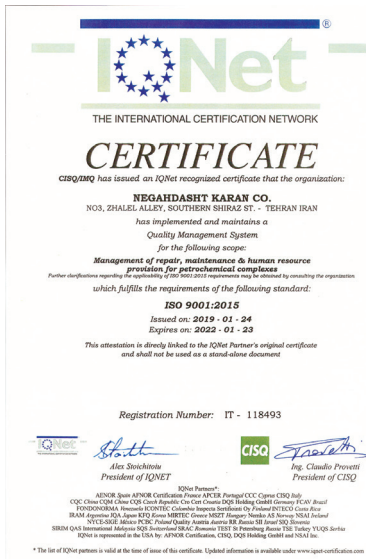 IQNet ®
THE INTERNATIONAL CERTIFICATION NETWORK
CERTIFICATE
CISQ/IMQ has issued an IQNet recognized certificate that the organization:
NEGAHDASHT KARAN CO.
NO3, ZHALEL ALLEY, SOUTHERN SHIRAZ ST. - TEHRAN IRAN
has implemented and maintains a
Quality Management System
for the following scope:
Management of repair, maintenance & human resource
provision for petrochemical complexes
Further clarifications regarding the applicability of ISO 9001:2015 requirements may be obtained by consulting the organization
which fulfills the requirements of the following standard:
ISO 9001:2015
Issued on: 2019 - 01 - 24
Expires on: 2022 - 01 - 23
This attestation is direcly linked to the IQNet Partner's original certificate
and shall not be used as a stand-alone document
Registration Number: IT - 118493
IQNet
CISQ
Alex Stoichitoiu
President of IQNET
Ing. Claudio Provetti
President of CISQ
IQNet Partners*:
AENOR Spain AFNOR Certification France APCER Portugal CCC Cyprus CISQ Italy
CQC China CQM China CQS Czech Republic Cro Cert Croatia DQS Holding GmbH Germany FCAV Brazil
FONDONORMA Venezuela ICONTEC Colombia Inspecta Sertifiointi Oy Finland INTECO Costa Rica
IRAM Argentina JQA Japan KFQ Korea MIRTEC Greece MSZT Hungary Nemko AS Norway NSAI Ireland
NYCE-SIGE México PCBC Poland Quality Austria Austria RR Russia SII Israel SIQ Slovenia
SIRIM QAS International Malaysia SQS Switzerland SRAC Romania TEST St Petersburg Russia TSE Turkey YUQS Serbia
IQNet is represented in the USA by: AFNOR Certification, CISQ, DQS Holding GmbH and NSAI Inc.
* The list of IQNet partners is valid at the time of issue of this certificate. Updated information is available under www.iqnet-certification.com